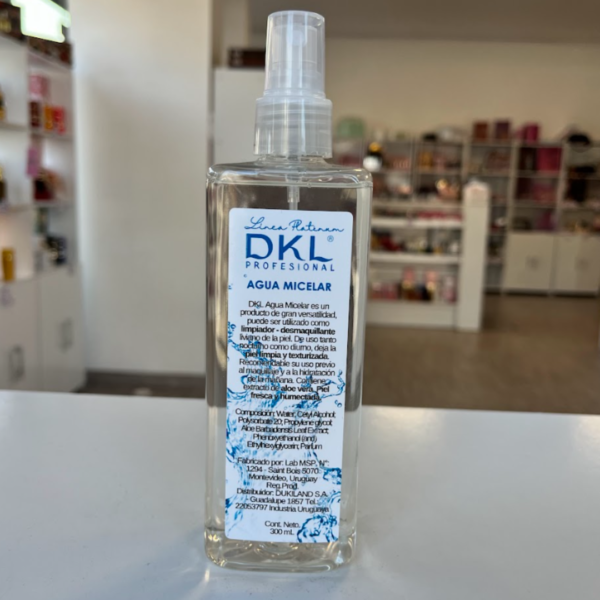 Linea Platinum
DKL®
PROFESIONAL
AGUA MICELAR
DKL Agua Micelar es un
producto de gran versatilidad,
puede ser utilizado como
limpiador - desmaquillante
liviano de la piel. De uso tanto
nocturno como diurno, deja la
piel limpia y texturizada.
Recomendable su uso previo
al maquillaje y a la hidratación
de la mañana. Contiene
extracto de aloe vera. Piel
fresca y humectada.
Composición: Water, Cetyl Alcohol
Polysorbate 20, Propylene glycol
Aloe Barbadensis Leaf Extract,
Phenoxyethanol (and)
Ethylhexylglycerin, Parfum
Fabricado por: Lab MSP, N°
1294 - Saint Bois 6070
Montevideo, Uruguay
Reg.Prod.
Distribuidor: DUKILAND S.A.
Guadalupe 1857 Tel.:
22053797 Industria Uruguaya
Cont. Neto.
300 mL